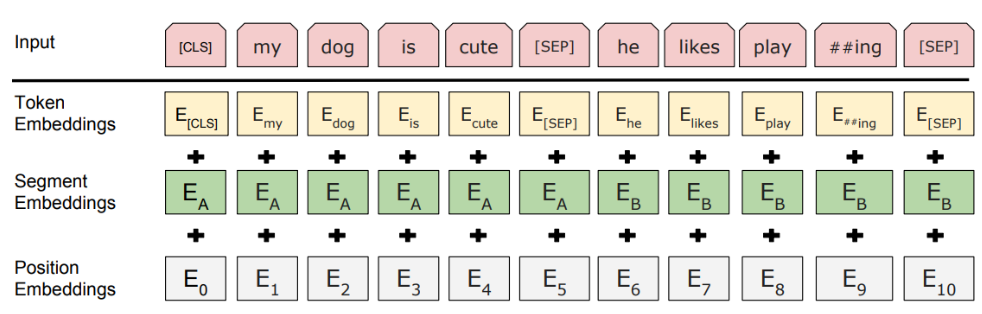 Input [CLS] my dog is cute [SEP] he likes play ##ing [SEP]
Token Embeddings E[CLS] Emy Edog Eis Ecute E[SEP] Ehe Elikes Eplay E##ing E[SEP]
+ + + + + + + + + + +
Segment Embeddings EA EA EA EA EA EA EB EB EB EB EB
+ + + + + + + + + + +
Position Embeddings E0 E1 E2 E3 E4 E5 E6 E7 E8 E9 E10